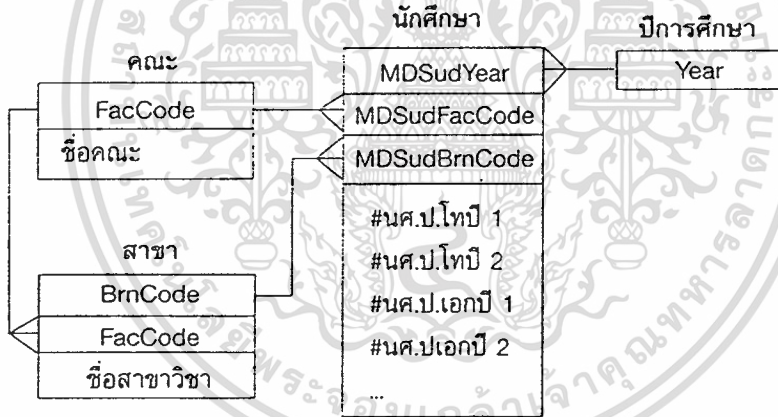 นักศึกษา
ปีการศึกษา
คณะ
MDSudYear
Year
FacCode
MDSudFacCode
ชื่อคณะ
MDSudBrnCode
#นศ.ป.โทปี 1
สาขา
#นศ.ป.โทปี 2
BrnCode
#นศ.ป.เอกปี 1
FacCode
#นศ.ปเอกปี 2
ชื่อสาขาวิชา
...